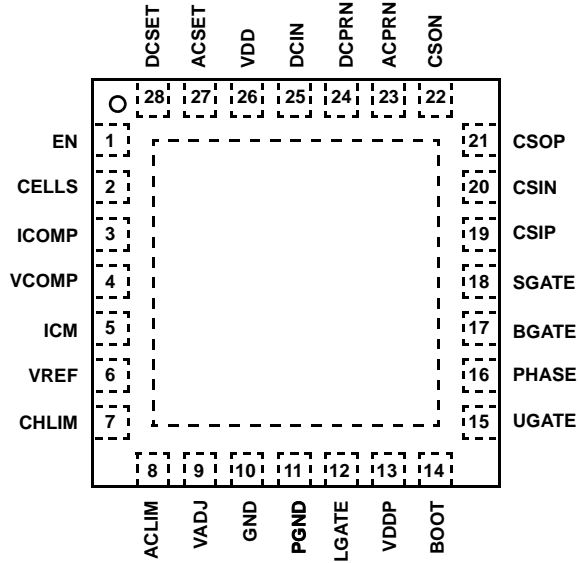 DCSET ACSET VDD DCIN DCPRN ACPRN CSON
28 27 26 25 24 23 22
EN 1 21 CSOP
CELLS 2 20 CSIN
ICOMP 3 19 CSIP
VCOMP 4 18 SGATE
ICM 5 17 BGATE
VREF 6 16 PHASE
CHLIM 7 15 UGATE
8 9 10 11 12 13 14
ACLIM VADJ GND PGND LGATE VDDP BOOT